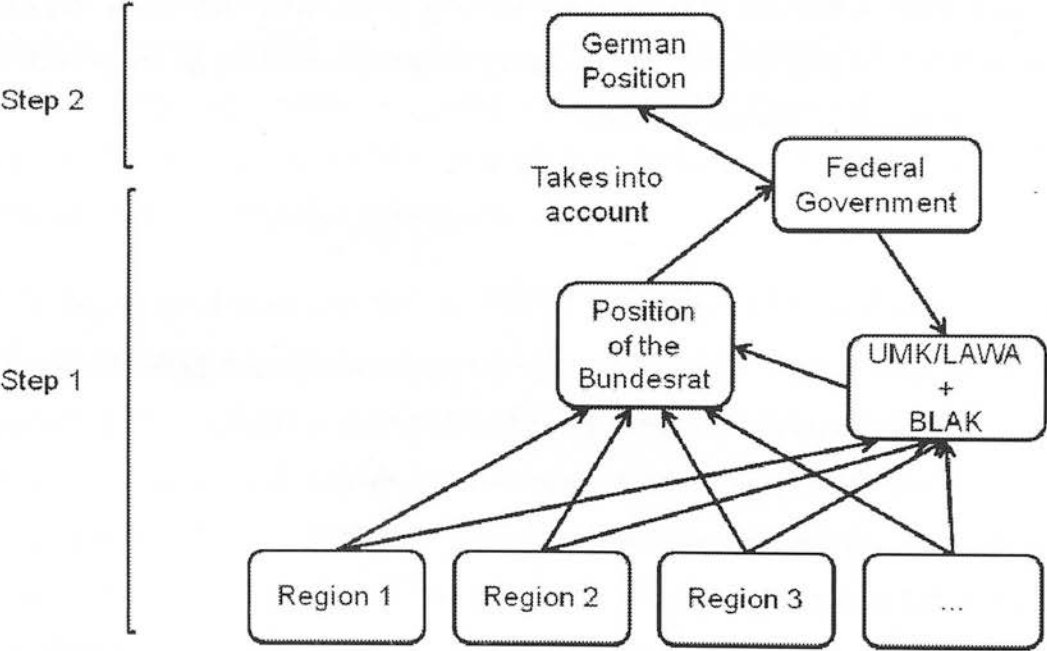 German
Position
Step 2
Federal
Government
Takes into
account
Position
of the
Bundesrat
UMK/LAWA
+
BLAK
Step 1
Region 1
Region 2
Region 3
...